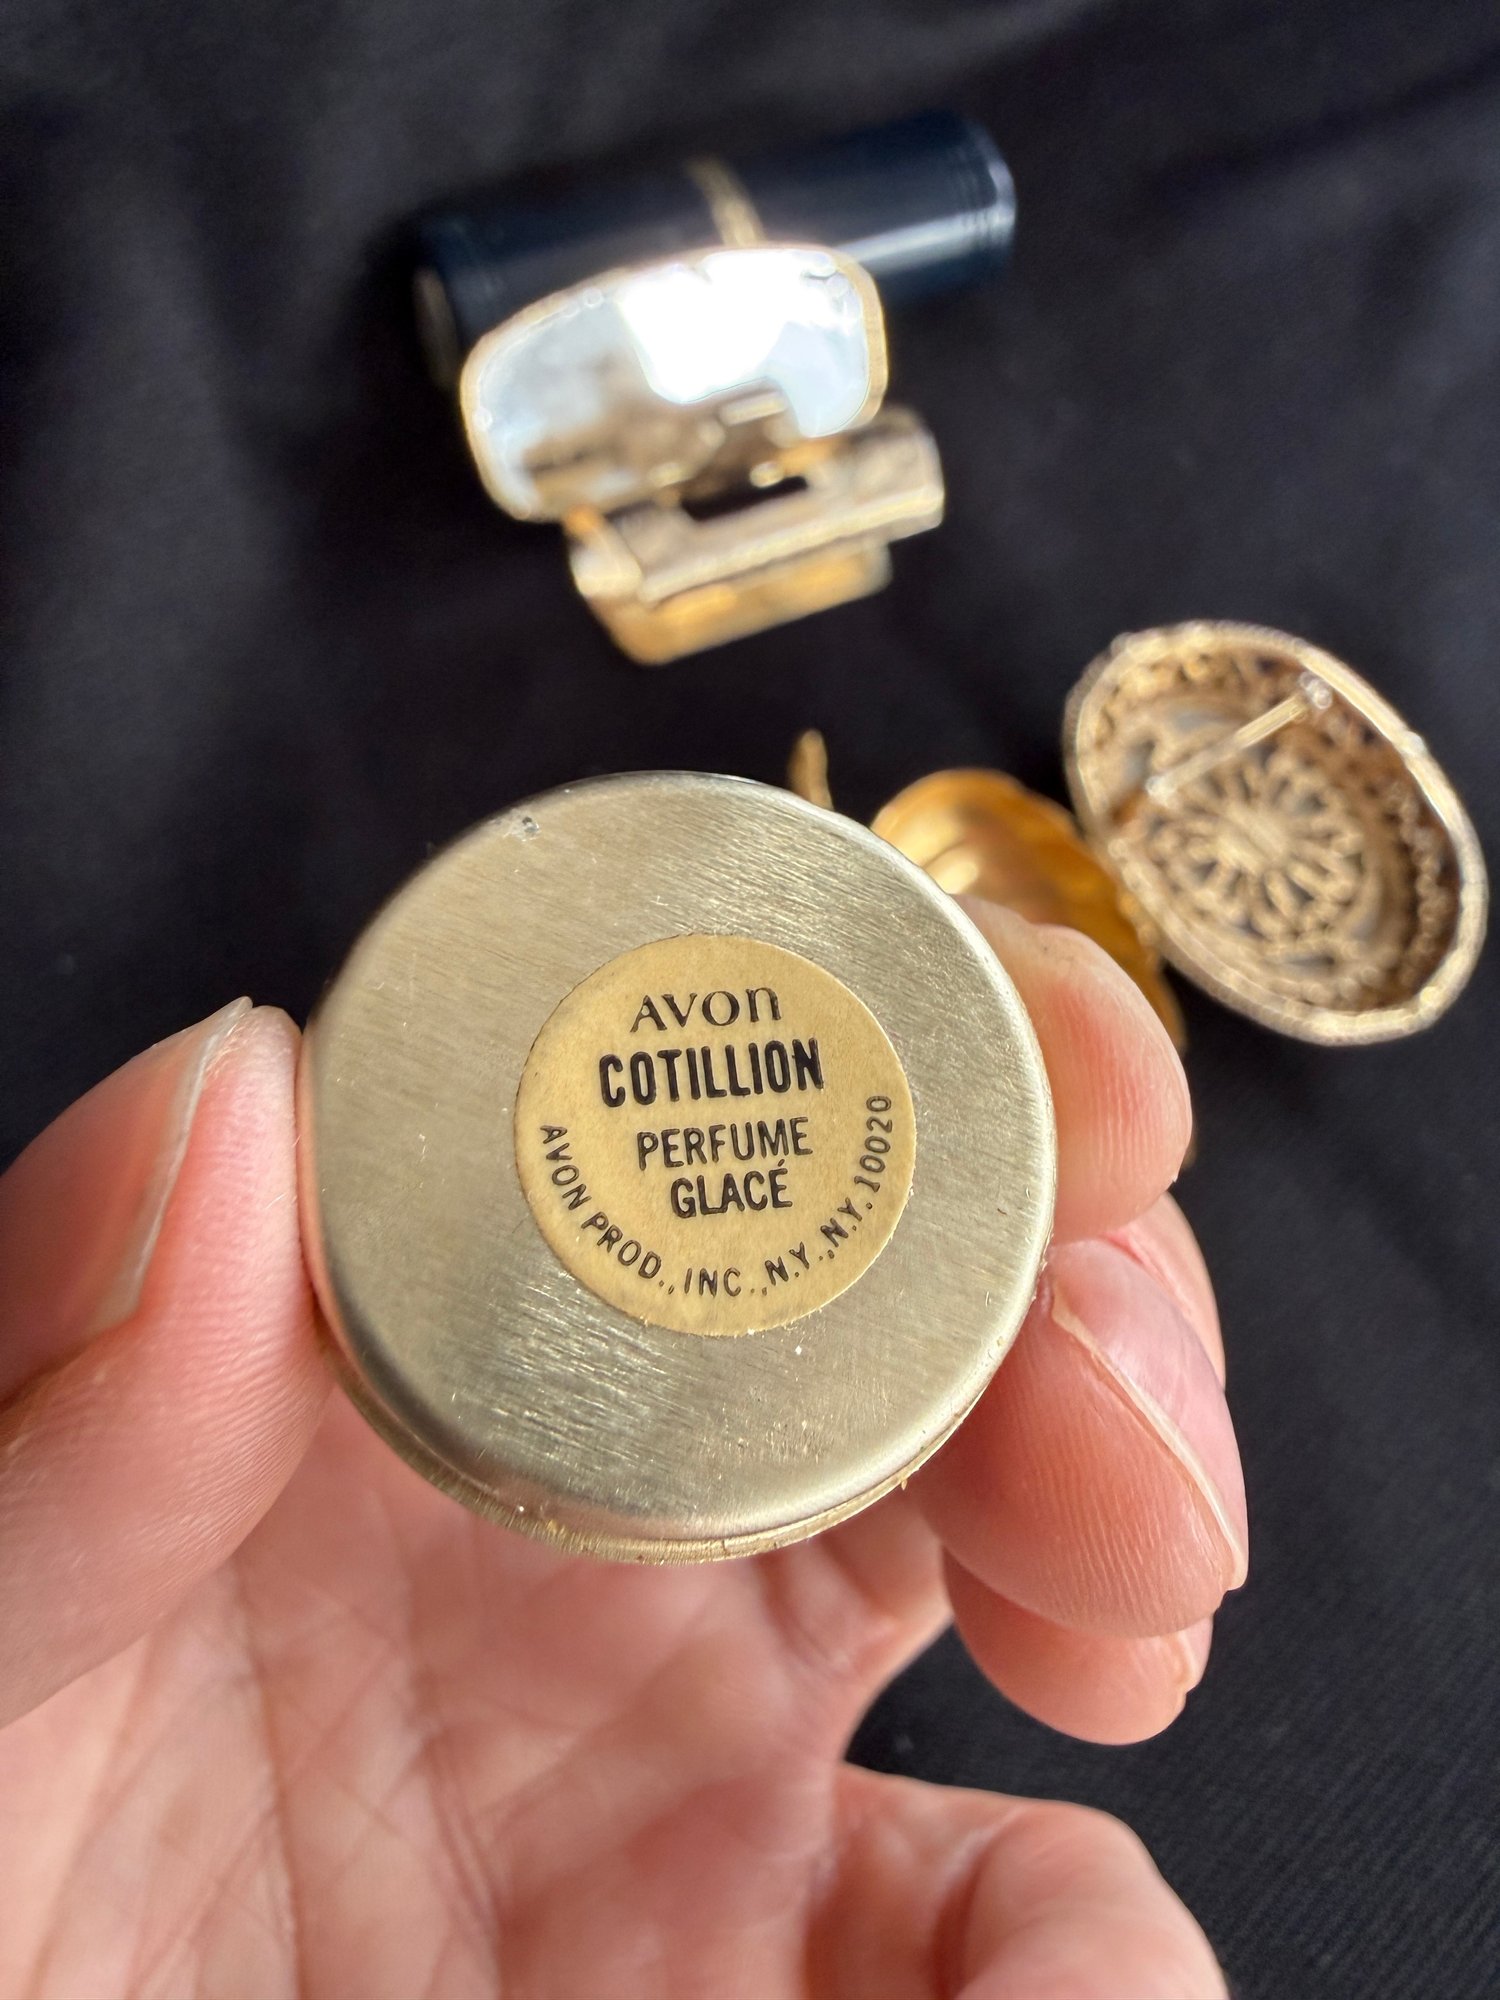 AVON
COTILLION
PERFUME
GLACÉ
AVON PROD., INC., N.Y., N.Y. 10020